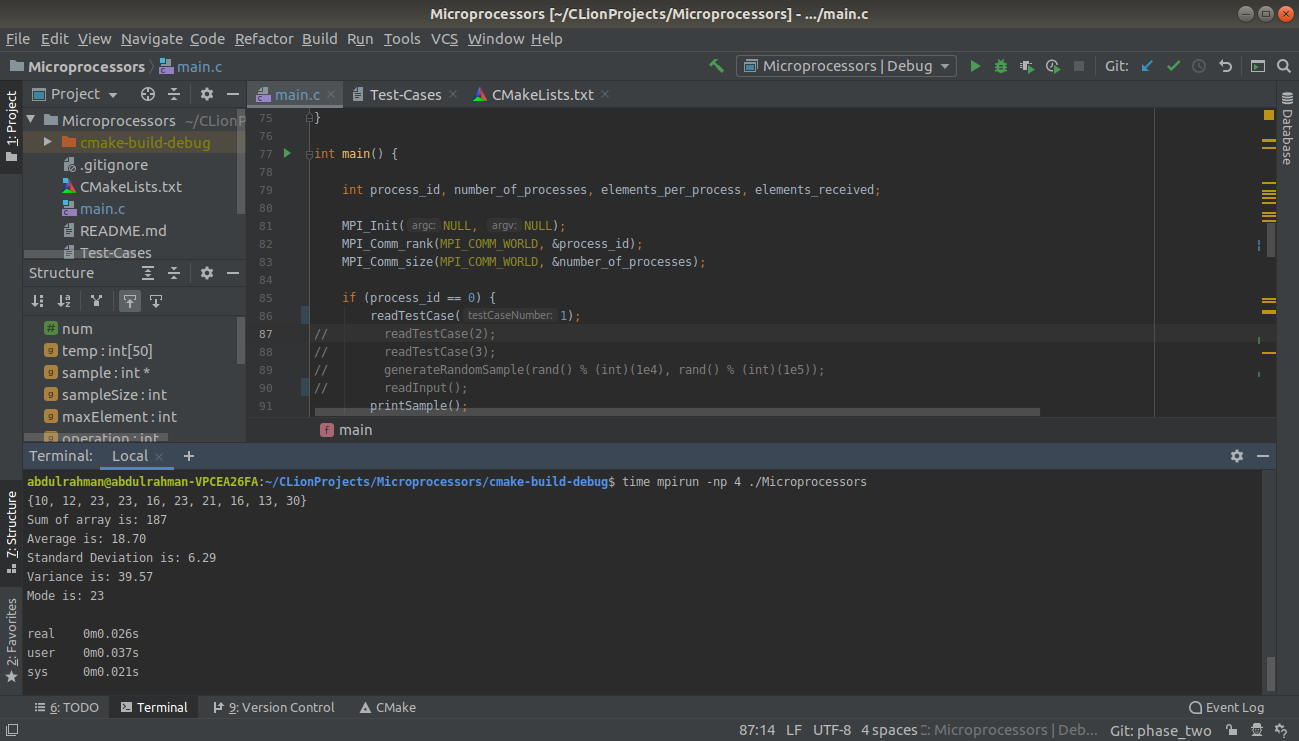 Microprocessors [~/CLionProjects/Microprocessors] - .../main.c
File Edit View Navigate Code Refactor Build Run Tools VCS Window Help
Microprocessors main.c Microprocessors | Debug Git:
1: Project
Project
main.c Test-Cases CMakeLists.txt
Database
Microprocessors ~/CLionP
cmake-build-debug
.gitignore
CMakeLists.txt
main.c
README.md
Test-Cases
75 }
76
77 int main() {
78
79 int process_id, number_of_processes, elements_per_process, elements_received;
80
81 MPI_Init( argc: NULL, argv: NULL);
82 MPI_Comm_rank(MPI_COMM_WORLD, &process_id);
83 MPI_Comm_size(MPI_COMM_WORLD, &number_of_processes);
84
85 if (process_id == 0) {
86 readTestCase( testCaseNumber: 1);
87 // readTestCase(2);
88 // readTestCase(3);
89 // generateRandomSample(rand() % (int)(1e4), rand() % (int)(1e5));
90 // readInput();
91 printSample();
main
Structure
num
temp : int[50]
sample : int *
sampleSize : int
maxElement : int
operation : int
7: Structure
2: Favorites
Terminal: Local +
abdulrahman@abdulrahman-VPCEA26FA:~/CLionProjects/Microprocessors/cmake-build-debug$ time mpirun -np 4 ./Microprocessors
{10, 12, 23, 23, 16, 23, 21, 16, 13, 30}
Sum of array is: 187
Average is: 18.70
Standard Deviation is: 6.29
Variance is: 39.57
Mode is: 23
real 0m0.026s
user 0m0.037s
sys 0m0.021s
6: TODO Terminal 9: Version Control CMake Event Log
87:14 LF UTF-8 4 spaces C: Microprocessors | Deb... Git: phase_two